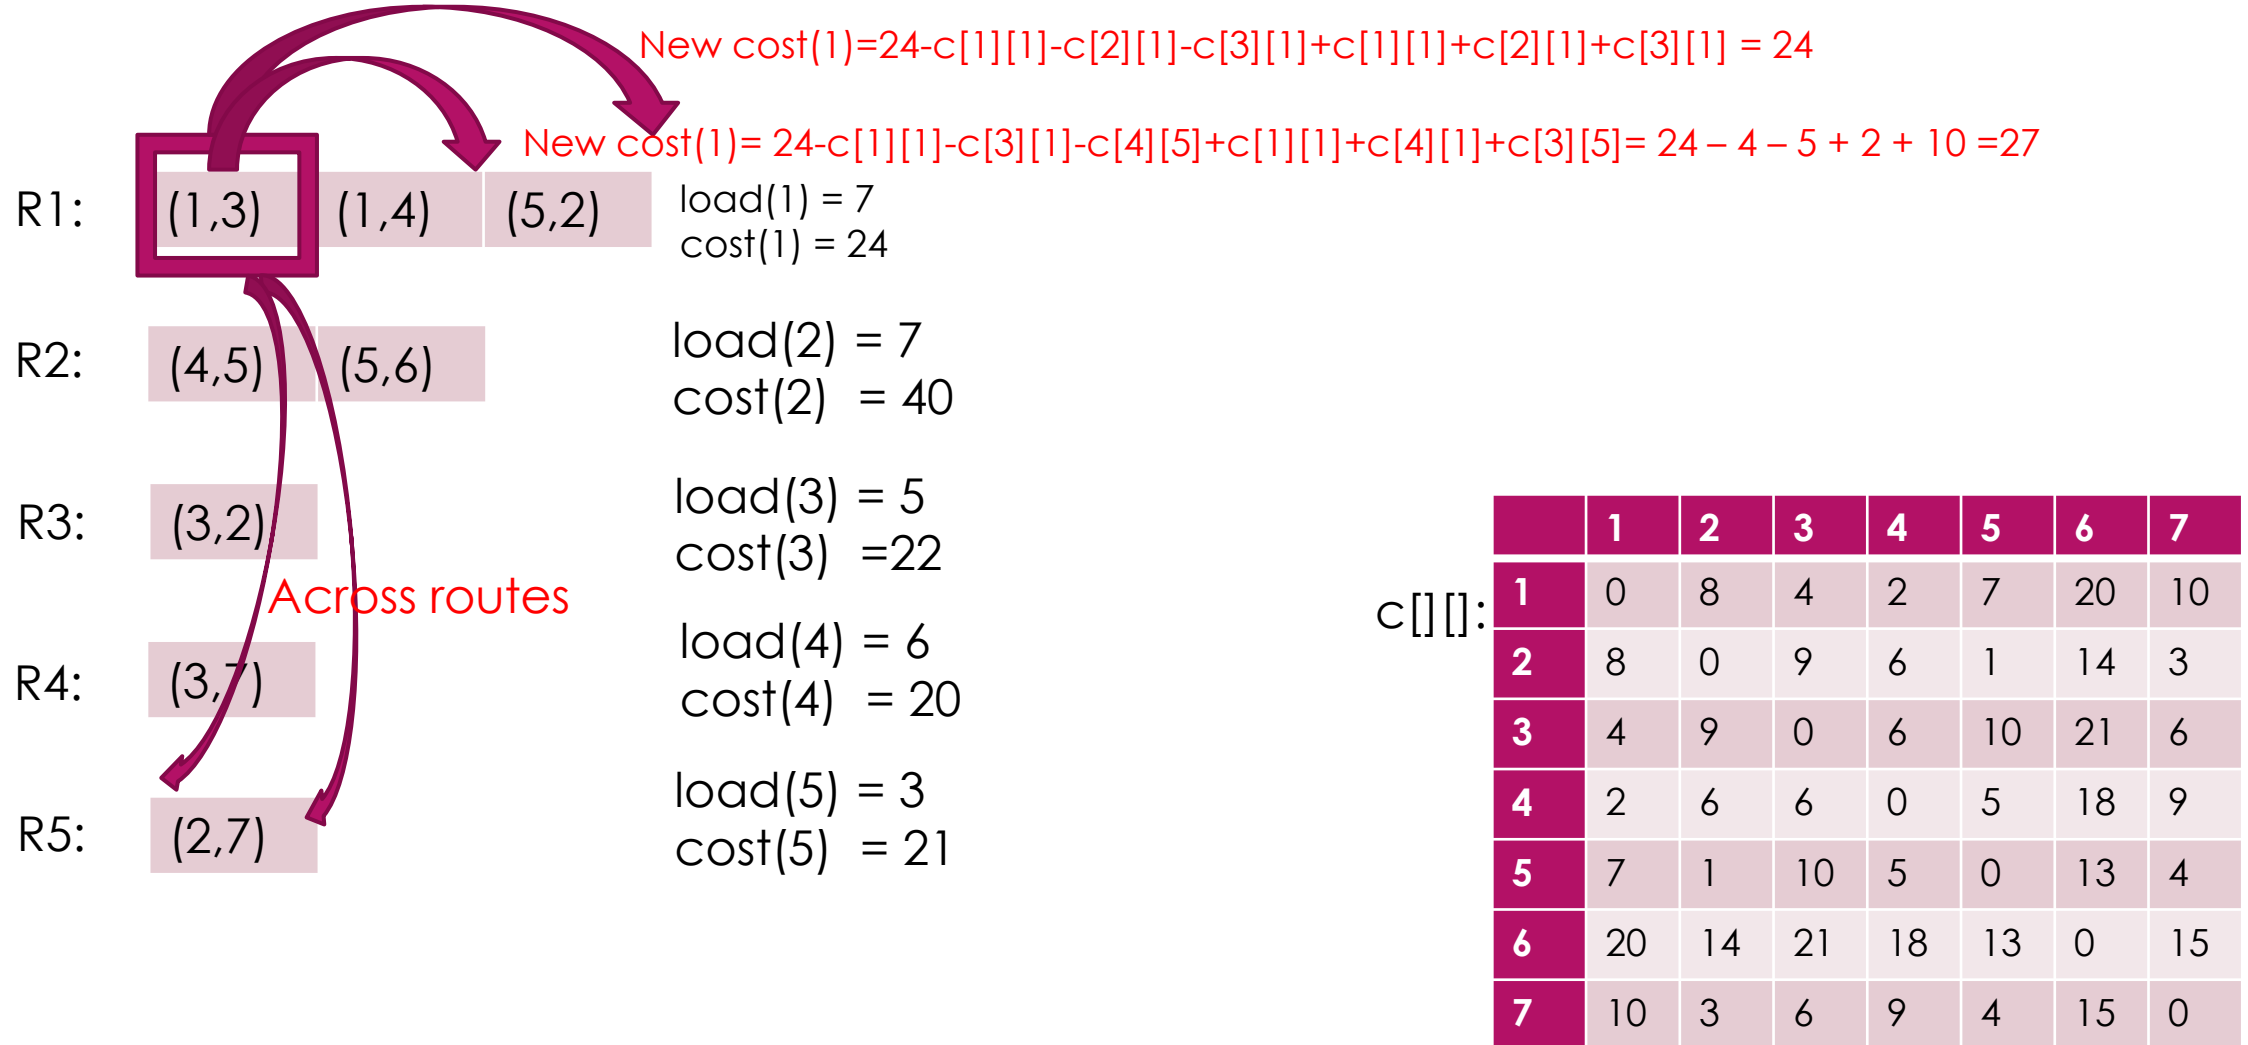 New cost(1)=24-c[1][1]-c[2][1]-c[3][1]+c[1][1]+c[2][1]+c[3][1] = 24
New cost(1)= 24-c[1][1]-c[3][1]-c[4][5]+c[1][1]+c[4][1]+c[3][5]= 24 – 4 – 5 + 2 + 10 =27
R1: (1,3) (1,4) (5,2)
load(1) = 7
cost(1) = 24
R2: (4,5) (5,6)
load(2) = 7
cost(2) = 40
R3: (3,2)
load(3) = 5
cost(3) =22
Across routes
R4: (3,7)
load(4) = 6
cost(4) = 20
R5: (2,7)
load(5) = 3
cost(5) = 21
c[][]:
1 2 3 4 5 6 7
1 0 8 4 2 7 20 10
2 8 0 9 6 1 14 3
3 4 9 0 6 10 21 6
4 2 6 6 0 5 18 9
5 7 1 10 5 0 13 4
6 20 14 21 18 13 0 15
7 10 3 6 9 4 15 0